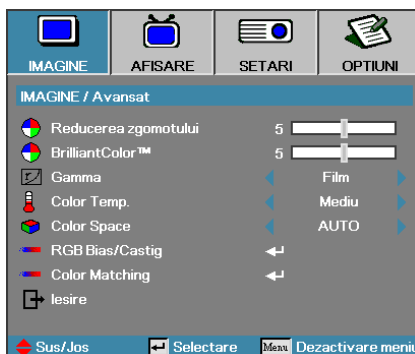 IMAGINE AFISARE SETARI OPTIUNI
IMAGINE / Avansat
Reducerea zgomotului 5
BrilliantColor™ 5
Gamma Film
Color Temp. Mediu
Color Space AUTO
RGB Bias/Castig
Color Matching
Iesire
Sus/Jos Selectare Menu Dezactivare meniu